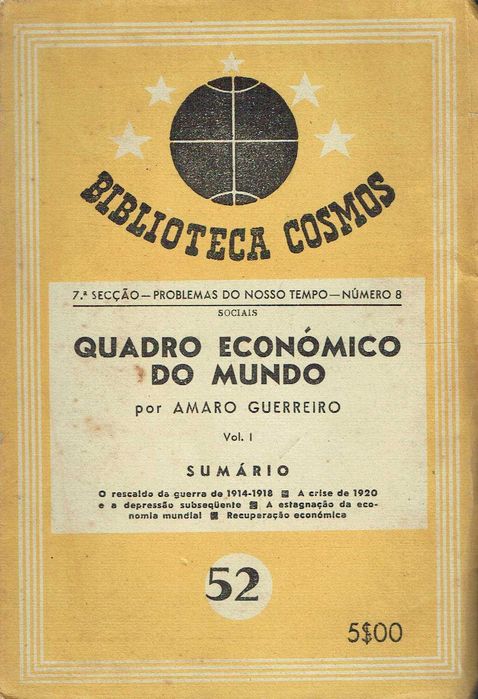 BIBLIOTECA COSMOS
7.ª SECÇÃO — PROBLEMAS DO NOSSO TEMPO — NÚMERO 8
SOCIAIS
QUADRO ECONÓMICO
DO MUNDO
por AMARO GUERREIRO
Vol. I
SUMÁRIO
O rescaldo da guerra de 1914-1918 ■ A crise de 1920
e a depressão subseqüente ■ A estagnação da eco-
nomia mundial ■ Recuperação económica
52
5$00